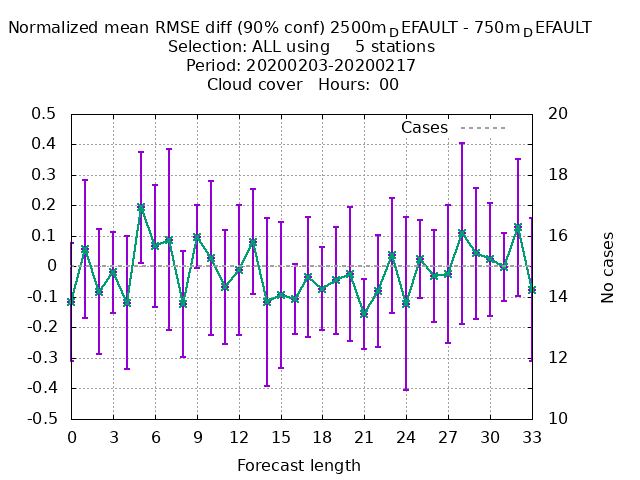 Normalized mean RMSE diff (90% conf) 2500mDEFAULT - 750mDEFAULT
Selection: ALL using 5 stations
Period: 20200203-20200217
Cloud cover Hours: 00
0.5
0.4
0.3
0.2
0.1
0
-0.1
-0.2
-0.3
-0.4
-0.5
Cases
20
18
16
14
12
10
No cases
0 3 6 9 12 15 18 21 24 27 30 33
Forecast length